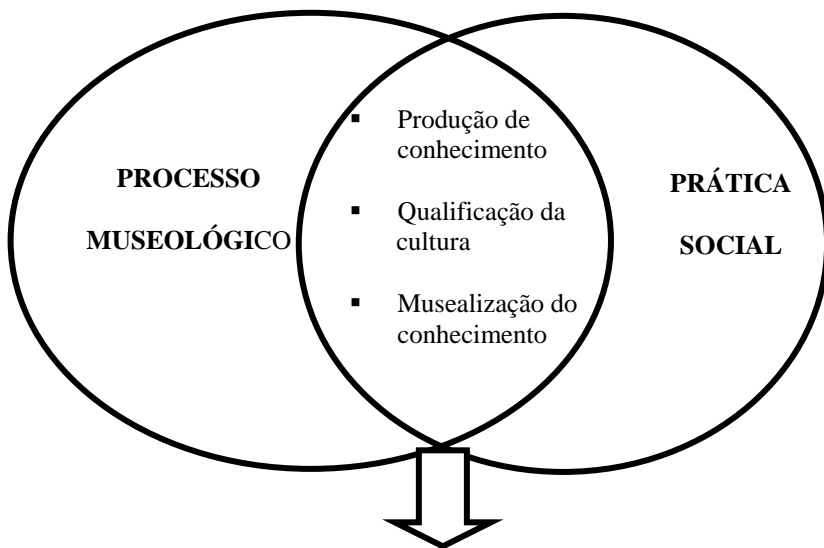 PROCESSO
MUSEOLÓGICO
▪ Produção de
conhecimento
▪ Qualificação da
cultura
▪ Musealização do
conhecimento
PRÁTICA
SOCIAL